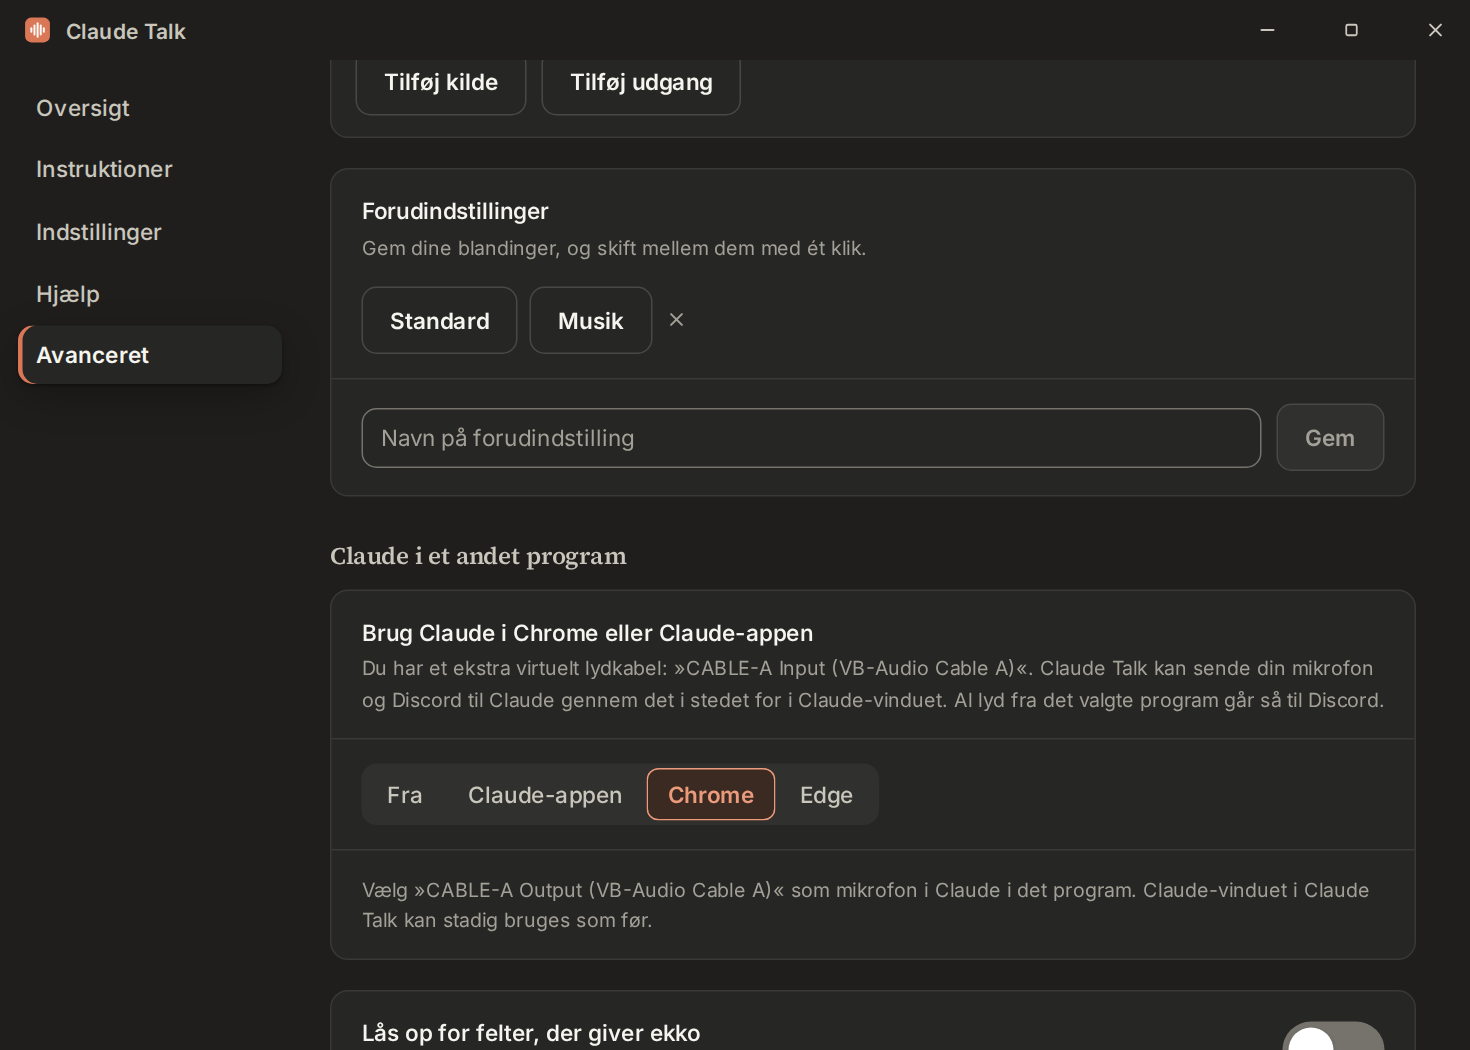 Claude Talk
Oversigt
Instruktioner
Indstillinger
Hjælp
Avanceret
Tilføj kilde
Tilføj udgang
Forudindstillinger
Gem dine blandinger, og skift mellem dem med ét klik.
Standard
Musik
Navn på forudindstilling
Gem
Claude i et andet program
Brug Claude i Chrome eller Claude-appen
Du har et ekstra virtuelt lydkabel: »CABLE-A Input (VB-Audio Cable A)«. Claude Talk kan sende din mikrofon
og Discord til Claude gennem det i stedet for i Claude-vinduet. Al lyd fra det valgte program går så til Discord.
Fra
Claude-appen
Chrome
Edge
Vælg »CABLE-A Output (VB-Audio Cable A)« som mikrofon i Claude i det program. Claude-vinduet i Claude
Talk kan stadig bruges som før.
Lås op for felter, der giver ekko